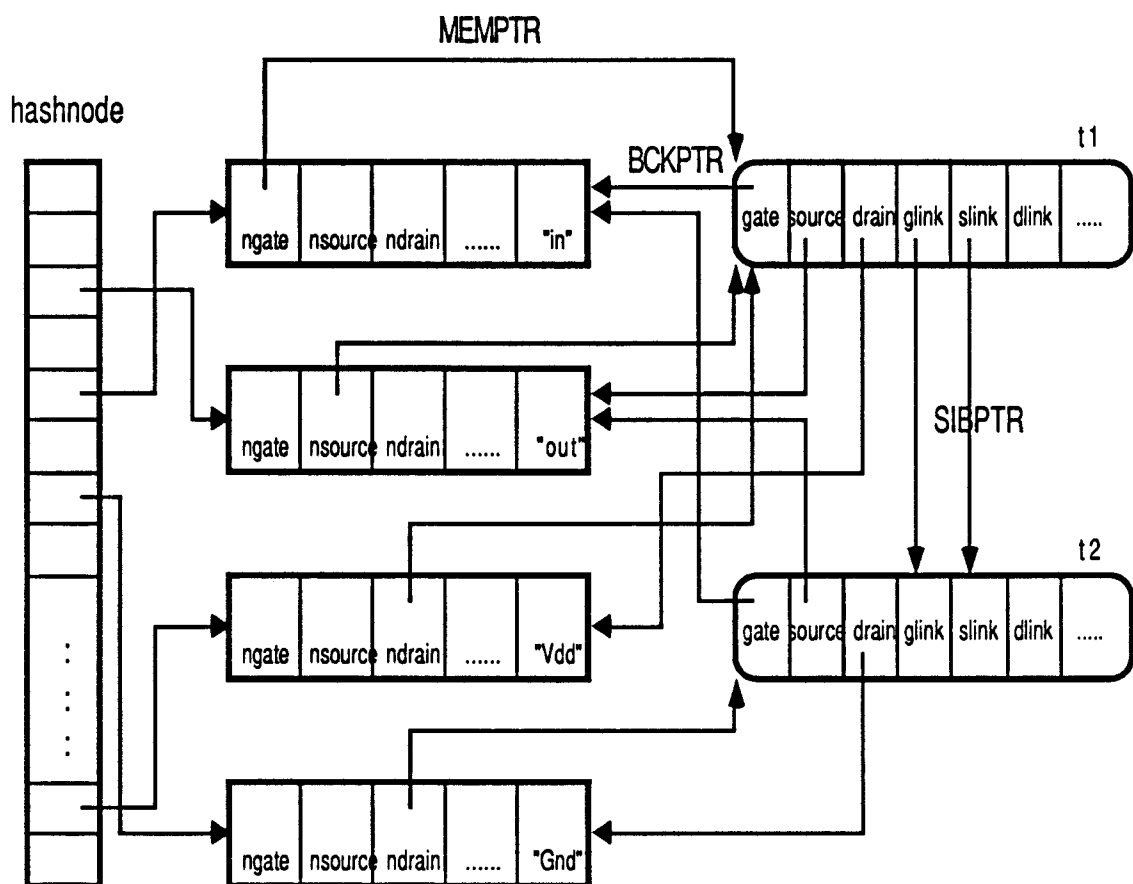 MEMPTR
hashnode
t1
BCKPTR
ngate nsource ndrain ...... "in"
gate source drain glink slink dlink .....
ngate nsource ndrain ...... "out"
SIBPTR
t2
ngate nsource ndrain ...... "Vdd"
gate source drain glink slink dlink .....
ngate nsource ndrain ...... "Gnd"